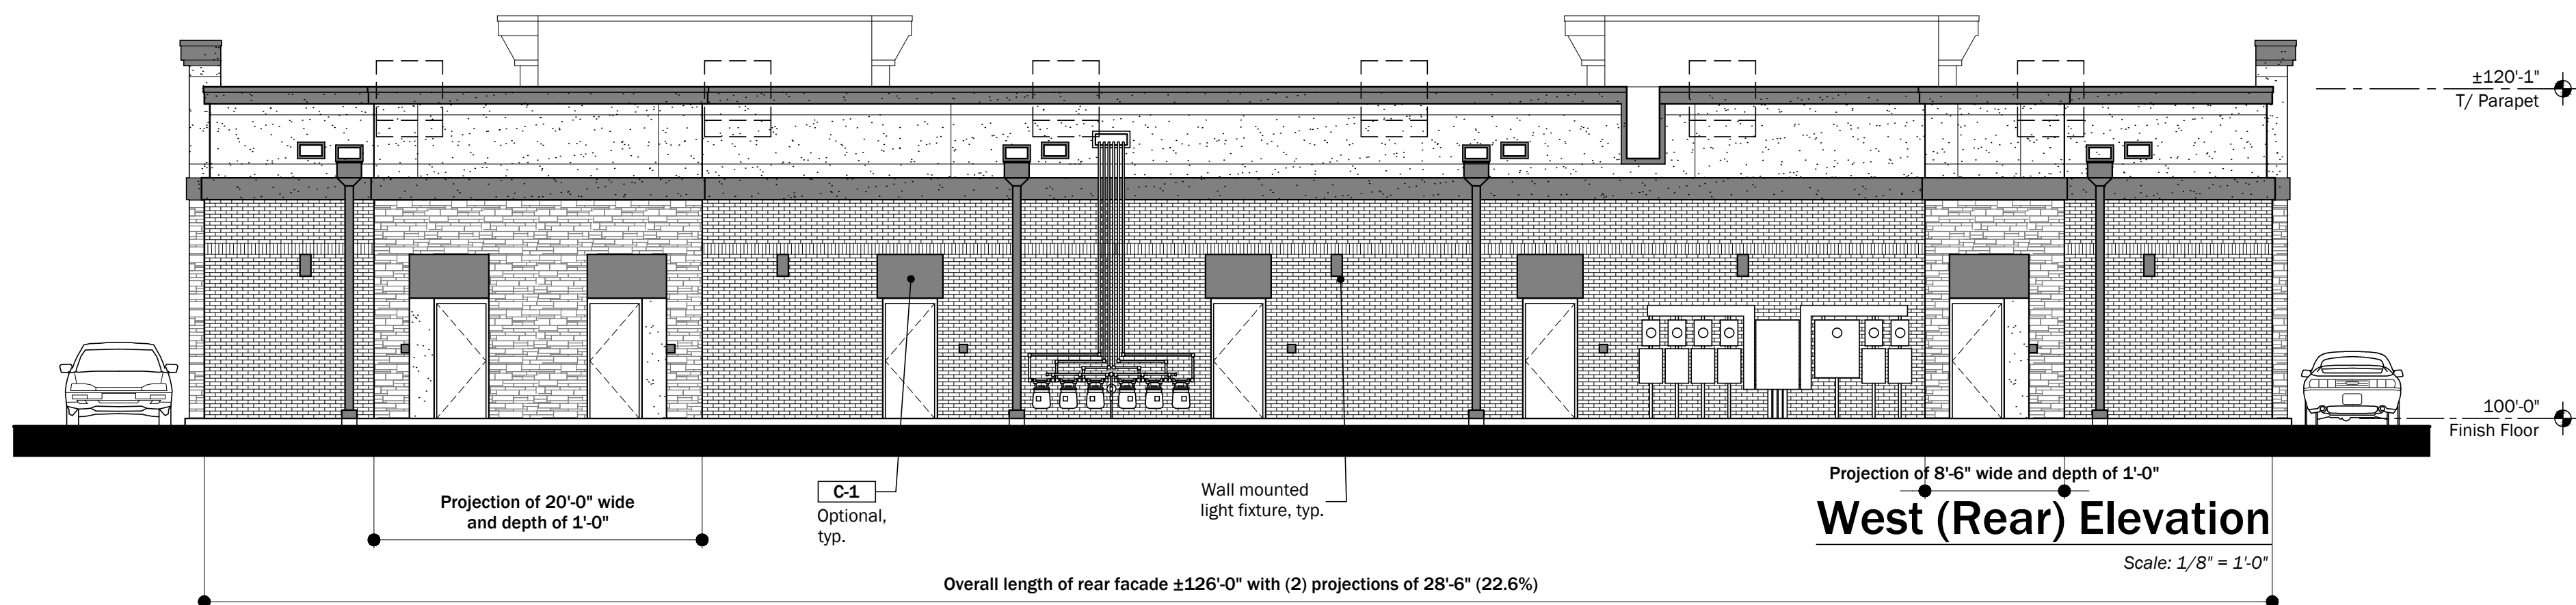 ±120'-1"
T/ Parapet
100'-0"
Finish Floor
Projection of 8'-6" wide and depth of 1'-0"
Projection of 20'-0" wide
and depth of 1'-0"
C-1
Optional,
typ.
Wall mounted
light fixture, typ.
West (Rear) Elevation
Scale: 1/8" = 1'-0"
Overall length of rear facade ±126'-0" with (2) projections of 28'-6" (22.6%)